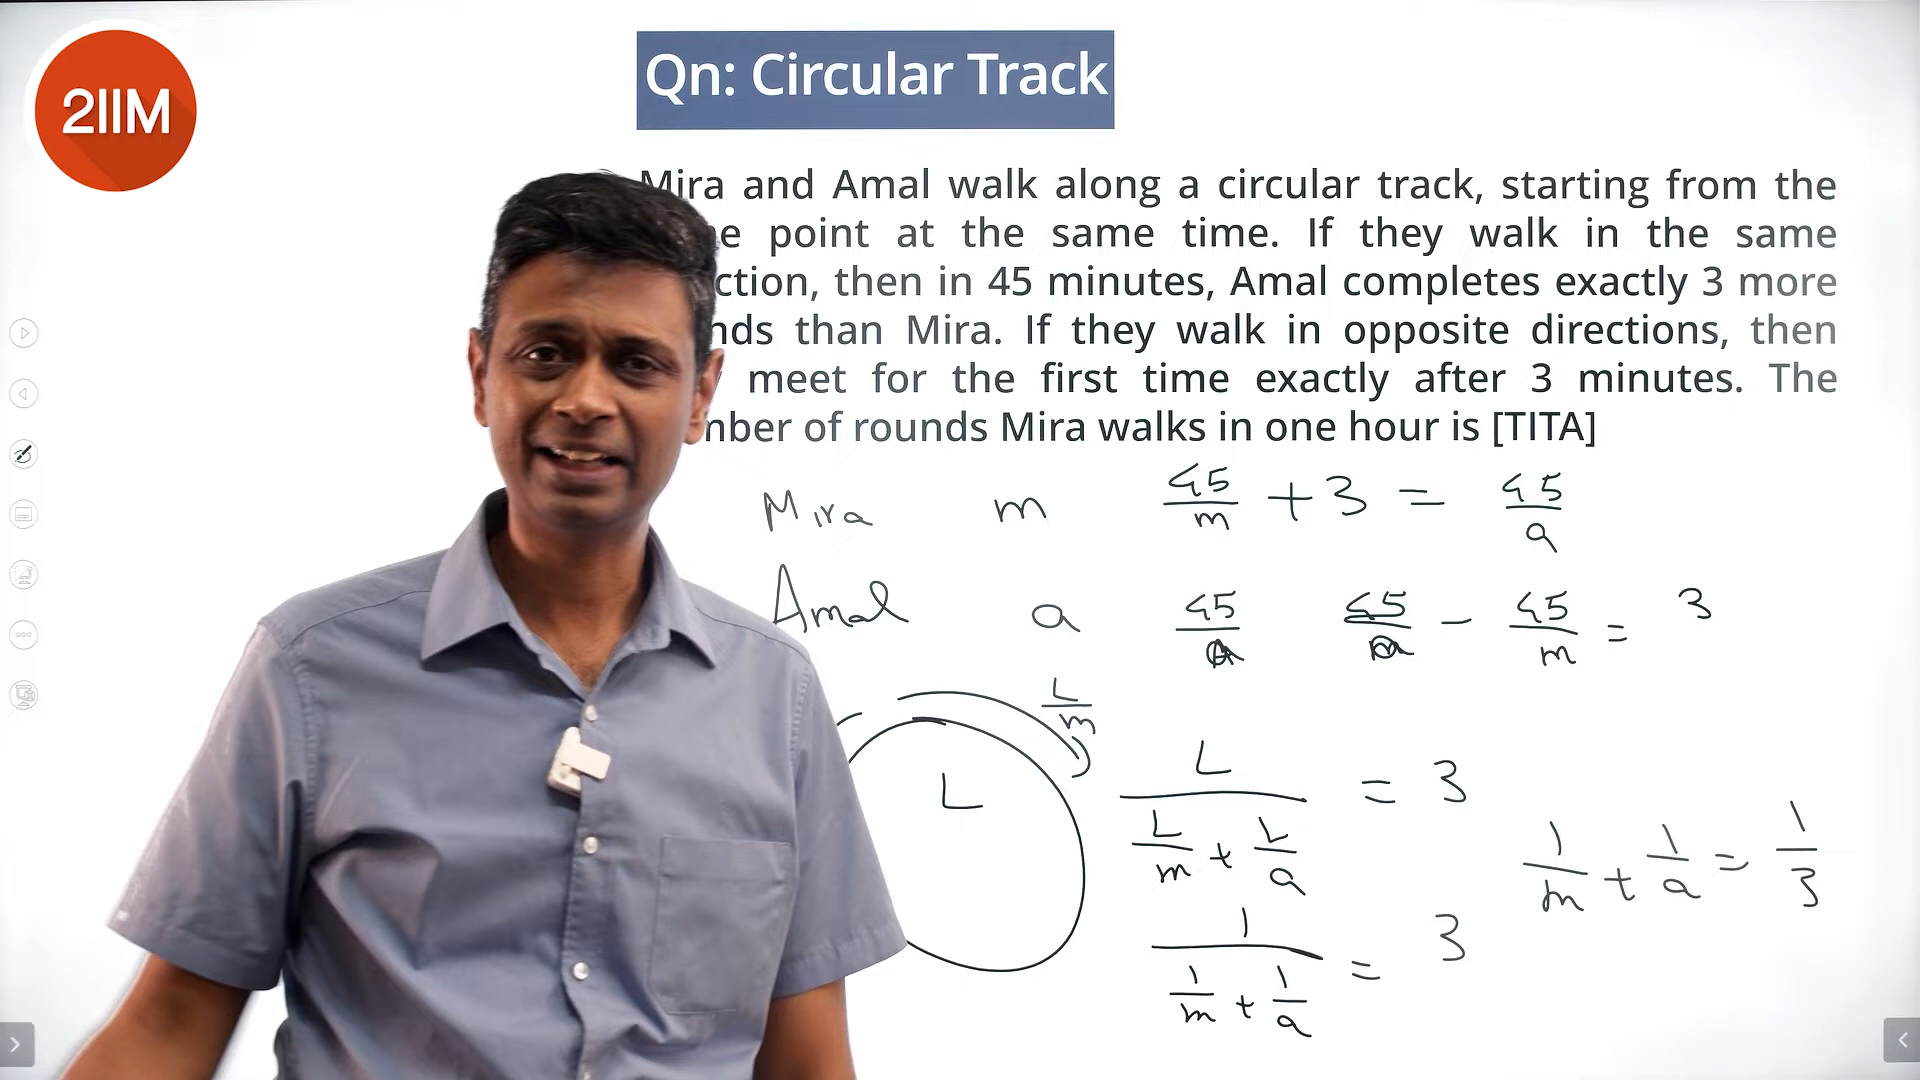 2IIM
Qn: Circular Track
Mira and Amal walk along a circular track, starting from the
e point at the same time. If they walk in the same
ction, then in 45 minutes, Amal completes exactly 3 more
nds than Mira. If they walk in opposite directions, then
meet for the first time exactly after 3 minutes. The
nber of rounds Mira walks in one hour is [TITA]
Mira m 45/m + 3 = 45/a
Amal a 45/a 45/a - 45/m = 3
L/m
L
L / (L/m + L/a) = 3
1/m + 1/a = 1/3
1 / (1/m + 1/a) = 3